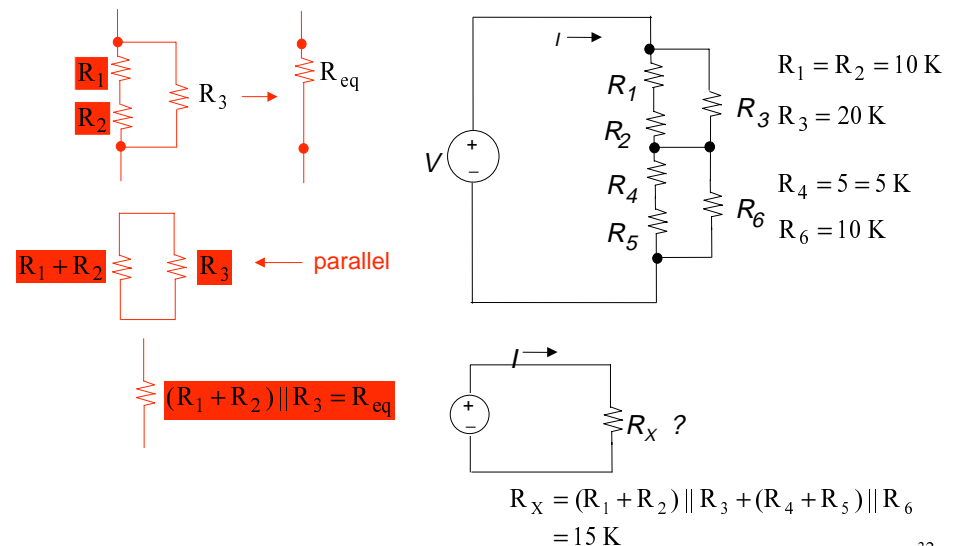 R1
R2
R3
Req
R1 + R2
R3
parallel
(R1 + R2) || R3 = Req
I
V
+
−
R1
R2
R3
R4
R5
R6
R1 = R2 = 10 K
R3 = 20 K
R4 = 5 = 5 K
R6 = 10 K
I
+
−
RX ?
RX = (R1 + R2) || R3 + (R4 + R5) || R6
= 15 K